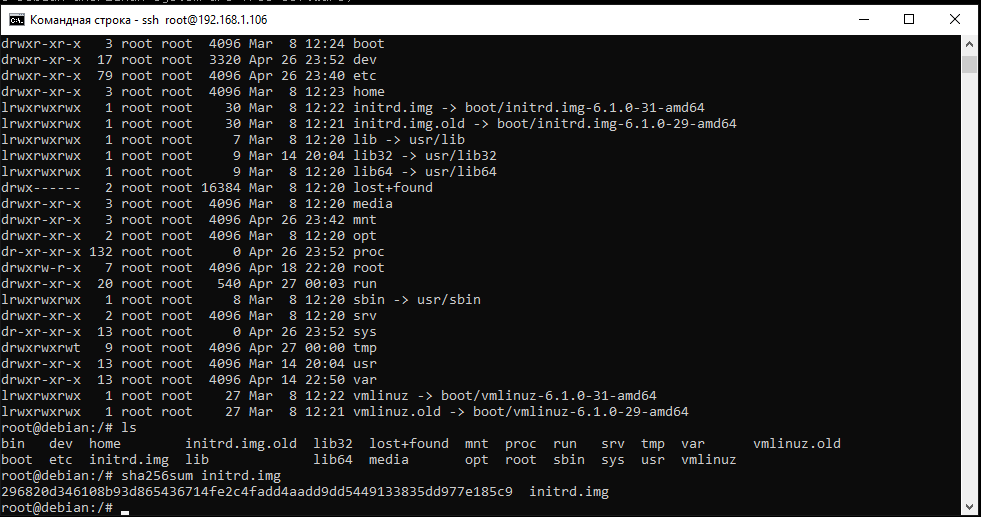 Командная строка - ssh root@192.168.1.106
drwxr-xr-x   3 root root  4096 Mar  8 12:24 boot
drwxr-xr-x  17 root root  3320 Apr 26 23:52 dev
drwxr-xr-x  79 root root  4096 Apr 26 23:40 etc
drwxr-xr-x   3 root root  4096 Mar  8 12:23 home
lrwxrwxrwx   1 root root    30 Mar  8 12:22 initrd.img -> boot/initrd.img-6.1.0-31-amd64
lrwxrwxrwx   1 root root    30 Mar  8 12:21 initrd.img.old -> boot/initrd.img-6.1.0-29-amd64
lrwxrwxrwx   1 root root     7 Mar  8 12:20 lib -> usr/lib
lrwxrwxrwx   1 root root     9 Mar 14 20:04 lib32 -> usr/lib32
lrwxrwxrwx   1 root root     9 Mar  8 12:20 lib64 -> usr/lib64
drwx------   2 root root 16384 Mar  8 12:20 lost+found
drwxr-xr-x   3 root root  4096 Mar  8 12:20 media
drwxr-xr-x   3 root root  4096 Apr 26 23:42 mnt
drwxr-xr-x   2 root root  4096 Mar  8 12:20 opt
dr-xr-xr-x 132 root root     0 Apr 26 23:52 proc
drwxrw-r-x   7 root root  4096 Apr 18 22:20 root
drwxr-xr-x  20 root root   540 Apr 27 00:03 run
lrwxrwxrwx   1 root root     8 Mar  8 12:20 sbin -> usr/sbin
drwxr-xr-x   2 root root  4096 Mar  8 12:20 srv
dr-xr-xr-x  13 root root     0 Apr 26 23:52 sys
drwxrwxrwt   9 root root  4096 Apr 27 00:00 tmp
drwxr-xr-x  13 root root  4096 Mar 14 20:04 usr
drwxr-xr-x  13 root root  4096 Apr 14 22:50 var
lrwxrwxrwx   1 root root    27 Mar  8 12:22 vmlinuz -> boot/vmlinuz-6.1.0-31-amd64
lrwxrwxrwx   1 root root    27 Mar  8 12:21 vmlinuz.old -> boot/vmlinuz-6.1.0-29-amd64
root@debian:/# ls
bin   dev  home        initrd.img.old  lib32  lost+found  mnt  proc  run   srv  tmp  var      vmlinuz.old
boot  etc  initrd.img  lib             lib64  media       opt  root  sbin  sys  usr  vmlinuz
root@debian:/# sha256sum initrd.img
296820d346108b93d865436714fe2c4fadd4aadd9dd5449133835dd977e185c9  initrd.img
root@debian:/#